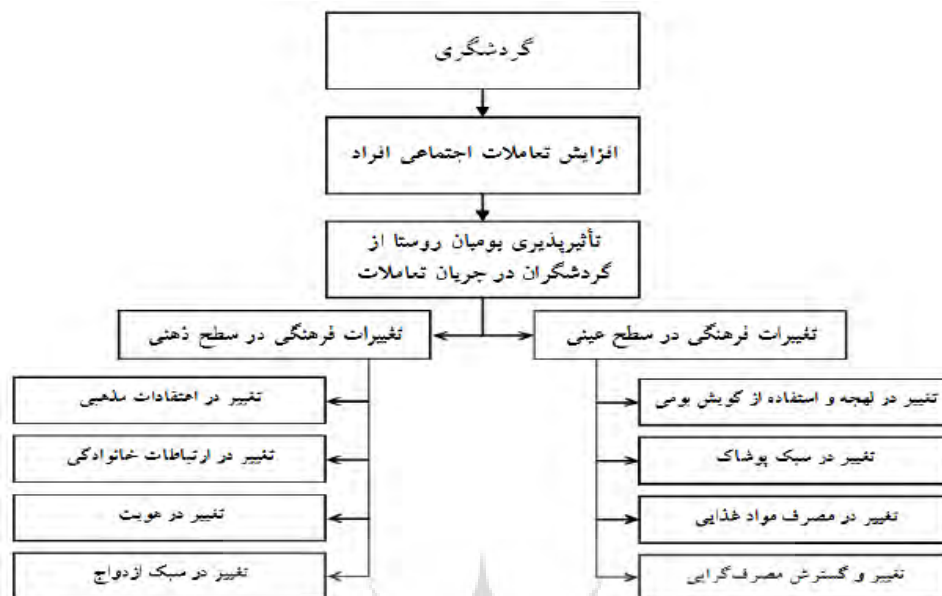 گردشگری
افزایش تعاملات اجتماعی افراد
تأثیرپذیری بومیان روستا از
گردشگران در جریان تعاملات
تغییرات فرهنگی در سطح عینی
تغییرات فرهنگی در سطح ذهنی
تغییر در لهجه و استفاده از گویش بومی
تغییر در سبک پوشاک
تغییر در مصرف مواد غذایی
تغییر و گسترش مصرف‌گرایی
تغییر در اعتقادات مذهبی
تغییر در ارتباطات خانوادگی
تغییر در هویت
تغییر در سبک ازدواج